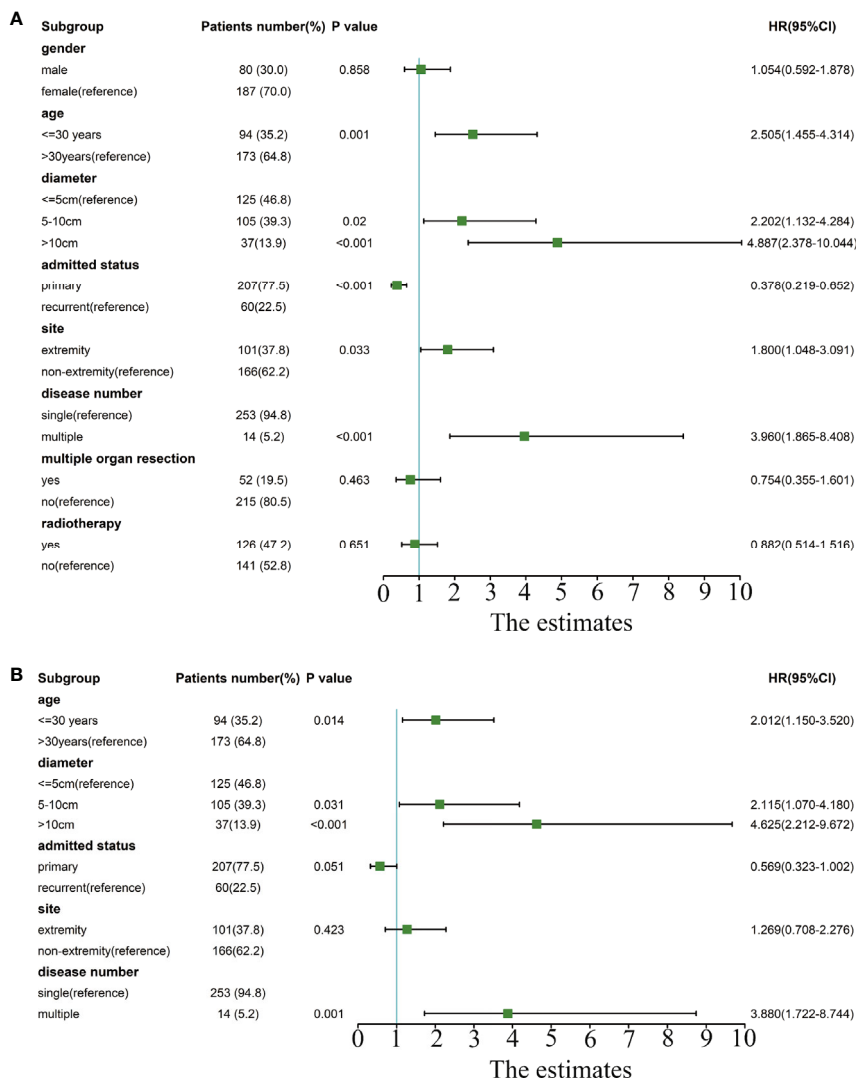 A
Subgroup Patients number(%) P value HR(95%CI)
gender
male 80 (30.0) 0.858 1.054(0.592-1.878)
female(reference) 187 (70.0)
age
<=30 years 94 (35.2) 0.001 2.505(1.455-4.314)
>30years(reference) 173 (64.8)
diameter
<=5cm(reference) 125 (46.8)
5-10cm 105 (39.3) 0.02 2.202(1.132-4.284)
>10cm 37(13.9) <0.001 4.887(2.378-10.044)
admitted status
primary 207(77.5) <0.001 0.378(0.219-0.652)
recurrent(reference) 60(22.5)
site
extremity 101(37.8) 0.033 1.800(1.048-3.091)
non-extremity(reference) 166(62.2)
disease number
single(reference) 253 (94.8)
multiple 14 (5.2) <0.001 3.960(1.865-8.408)
multiple organ resection
yes 52 (19.5) 0.463 0.754(0.355-1.601)
no(reference) 215 (80.5)
radiotherapy
yes 126 (47.2) 0.651 0.882(0.514-1.516)
no(reference) 141 (52.8)
0 1 2 3 4 5 6 7 8 9 10
The estimates
B
Subgroup Patients number(%) P value HR(95%CI)
age
<=30 years 94 (35.2) 0.014 2.012(1.150-3.520)
>30years(reference) 173 (64.8)
diameter
<=5cm(reference) 125 (46.8)
5-10cm 105 (39.3) 0.031 2.115(1.070-4.180)
>10cm 37(13.9) <0.001 4.625(2.212-9.672)
admitted status
primary 207(77.5) 0.051 0.569(0.323-1.002)
recurrent(reference) 60(22.5)
site
extremity 101(37.8) 0.423 1.269(0.708-2.276)
non-extremity(reference) 166(62.2)
disease number
single(reference) 253 (94.8)
multiple 14 (5.2) 0.001 3.880(1.722-8.744)
0 1 2 3 4 5 6 7 8 9 10
The estimates